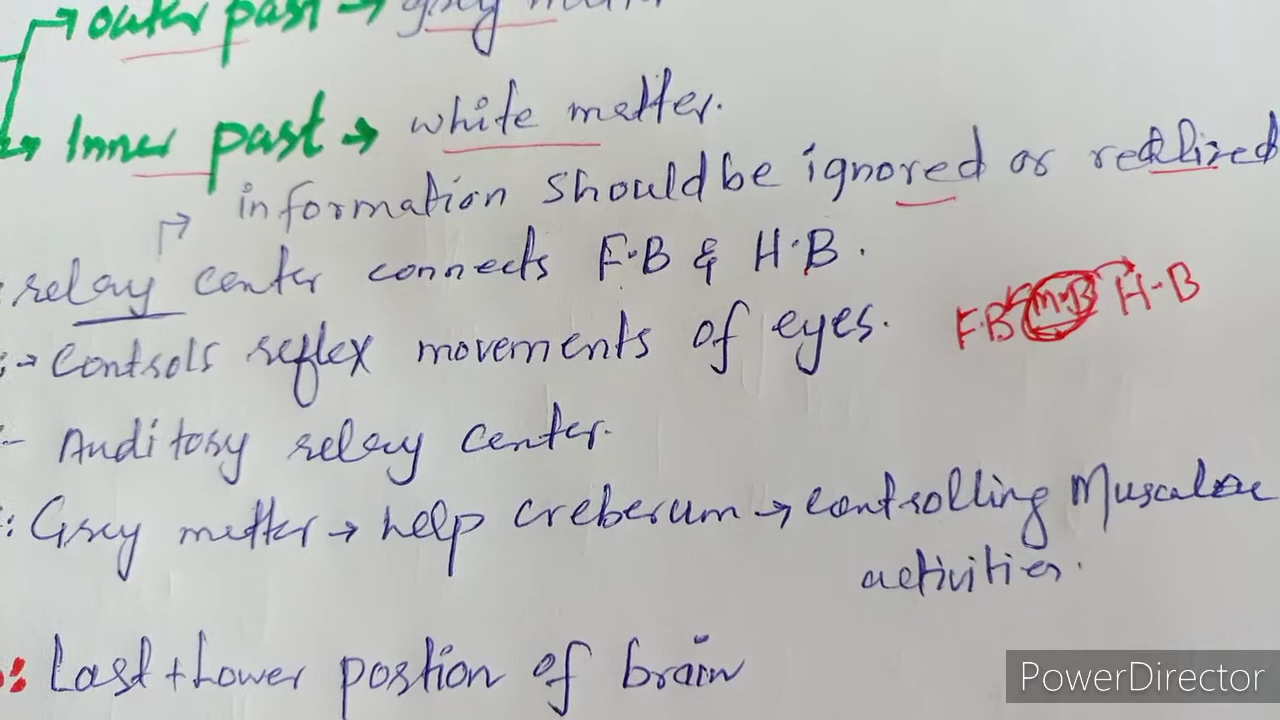 outer part → grey matter
Inner part → white matter.
information should be ignored or realized
relay center connects F.B & H.B.
F.B M.B H.B
:→ Controls reflex movements of eyes.
:- Auditory relay center.
:: Grey matter → help creberum → controlling Muscular
activities.
: Last + Lower portion of brain
PowerDirector